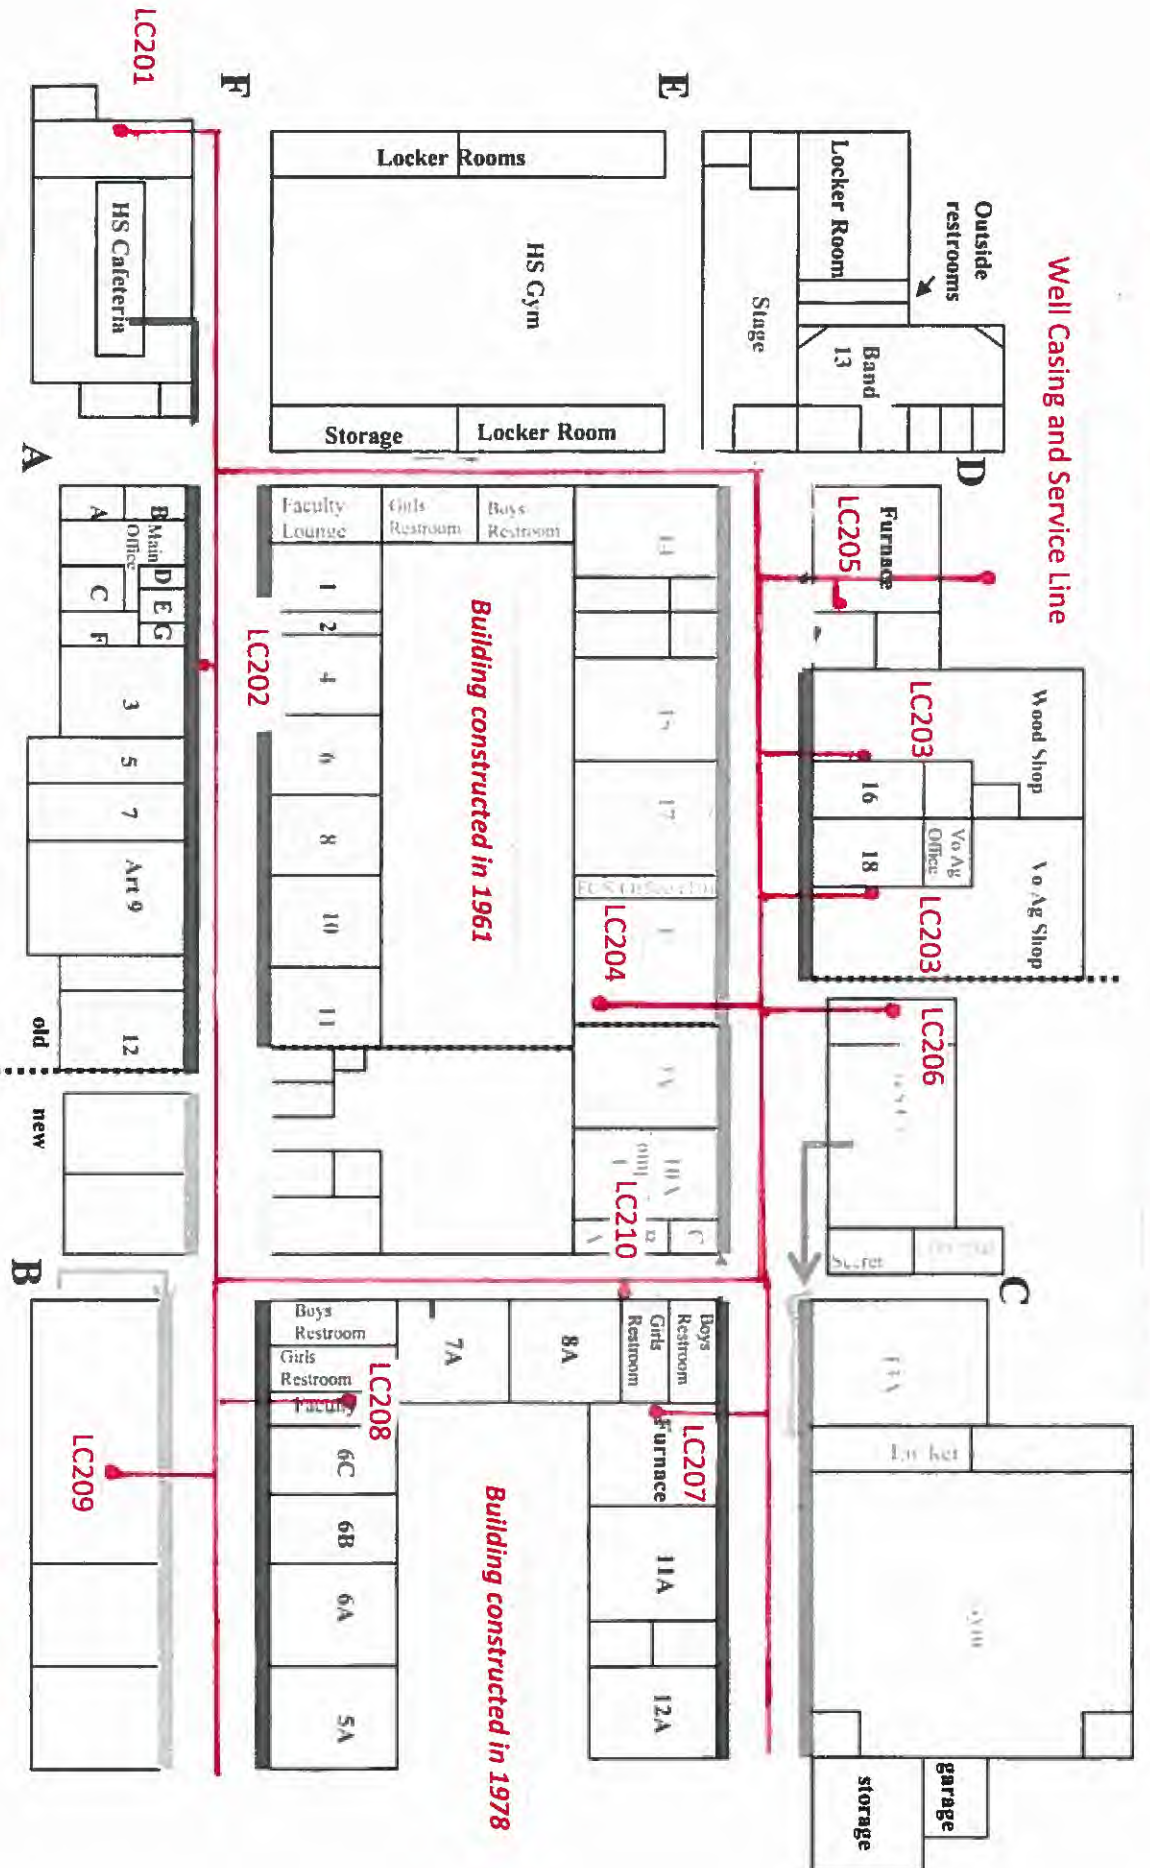 Well Casing and Service Line
LC201
F
E
D
A
B
C
HS Cafeteria
Locker Rooms
HS Gym
Storage
Locker Room
Locker Room
Outside
restrooms
Stage
Band
13
Furnace
LC205
Wood Shop
LC203
16
18
Vo Ag
Office
Vo Ag Shop
LC203
LC206
Faculty
Lounge
Girls
Restroom
Boys
Restroom
14
1
2
4
6
8
10
11
Building constructed in 1961
17
LC204
LC210
C
A
LC202
A
B
Main
Office
C
D
E
F
G
3
5
7
Art 9
12
old
new
Boys
Restroom
Girls
Restroom
Faculty
7A
8A
Girls
Restroom
Boys
Restroom
LC208
LC207
Furnace
6C
6B
6A
5A
11A
12A
Building constructed in 1978
LC209
Locker
gym
garage
storage